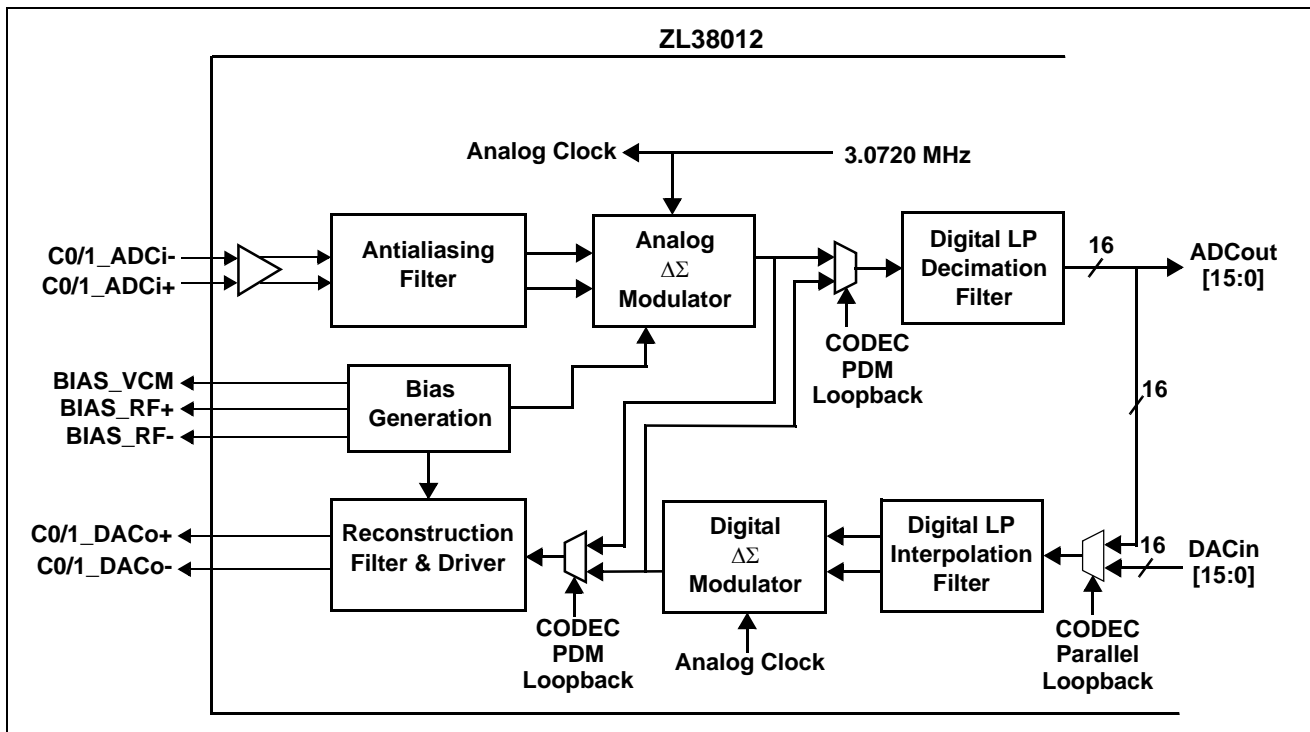 ZL38012
Analog Clock
3.0720 MHz
C0/1_ADCi-
C0/1_ADCi+
Antialiasing
Filter
Analog
ΔΣ
Modulator
Digital LP
Decimation
Filter
16
ADCout
[15:0]
CODEC
PDM
Loopback
BIAS_VCM
BIAS_RF+
BIAS_RF-
Bias
Generation
16
C0/1_DACo+
C0/1_DACo-
Reconstruction
Filter & Driver
Digital
ΔΣ
Modulator
Digital LP
Interpolation
Filter
16
DACin
[15:0]
CODEC
PDM
Loopback
Analog Clock
CODEC
Parallel
Loopback